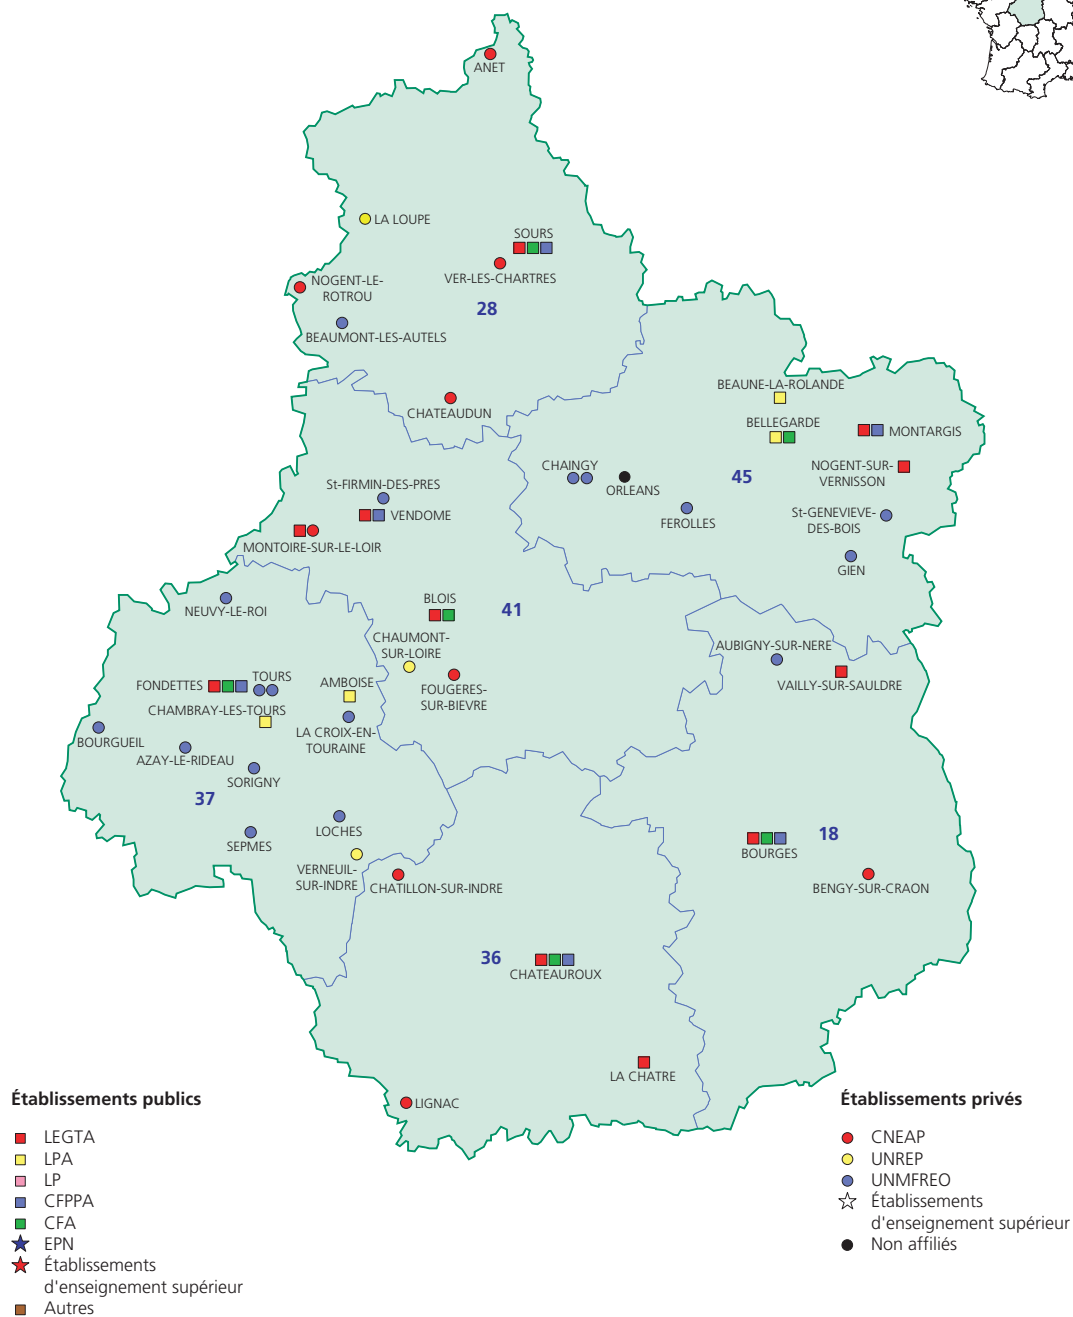 ANET
LA LOUPE
SOURS
VER-LES-CHARTRES
NOGENT-LE-
ROTROU
28
BEAUMONT-LES-AUTELS
CHATEAUDUN
BEAUNE-LA-ROLANDE
BELLEGARDE
MONTARGIS
NOGENT-SUR-
VERNISSON
CHAINGY
ORLEANS
45
FEROLLES
St-GENEVIEVE-
DES-BOIS
GIEN
St-FIRMIN-DES-PRES
VENDOME
MONTOIRE-SUR-LE-LOIR
NEUVY-LE-ROI
BLOIS
41
CHAUMONT-
SUR-LOIRE
FOUGERES-
SUR-BIEVRE
AUBIGNY-SUR-NERE
VAILLY-SUR-SAULDRE
FONDETTES
TOURS
AMBOISE
CHAMBRAY-LES-TOURS
LA CROIX-EN-
TOURAINE
BOURGUEIL
AZAY-LE-RIDEAU
SORIGNY
37
LOCHES
SEPMES
VERNEUIL-
SUR-INDRE
CHATILLON-SUR-INDRE
18
BOURGES
BENGY-SUR-CRAON
36
CHATEAUROUX
LA CHATRE
LIGNAC
Établissements publics
LEGTA
LPA
LP
CFPPA
CFA
EPN
Établissements
d'enseignement supérieur
Autres
Établissements privés
CNEAP
UNREP
UNMFREO
Établissements
d'enseignement supérieur
Non affiliés